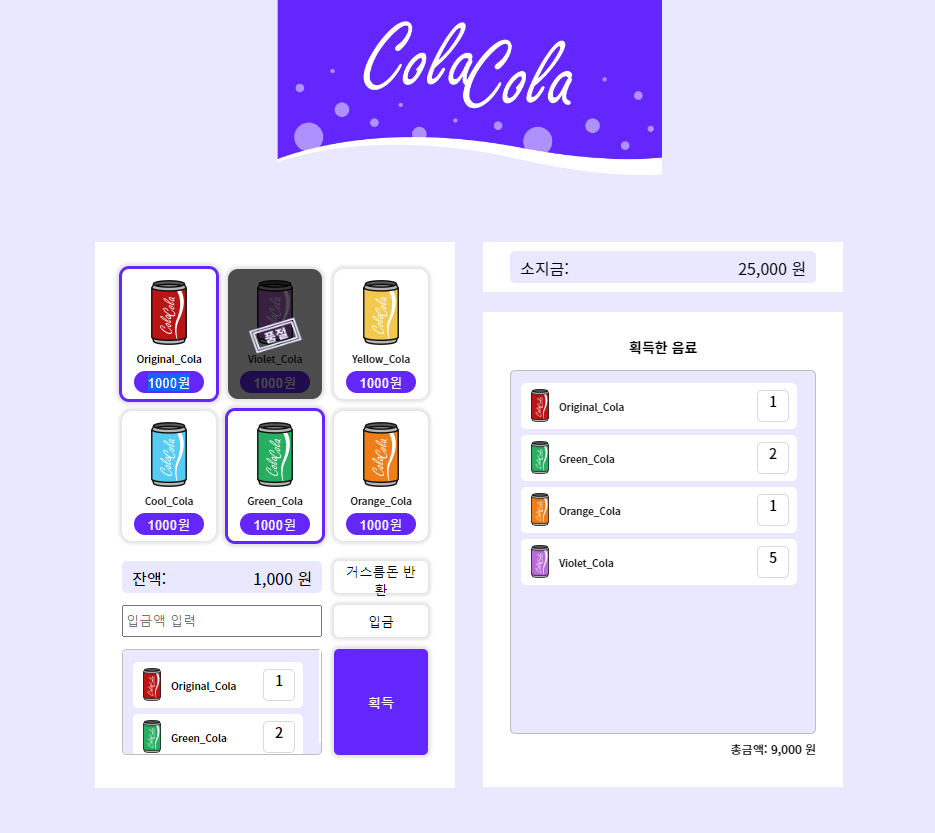 ColaCola
Original_Cola
1000원
품절
Violet_Cola
1000원
Yellow_Cola
1000원
Cool_Cola
1000원
Green_Cola
1000원
Orange_Cola
1000원
잔액: 1,000 원
거스름돈 반
환
입금액 입력
입금
Original_Cola 1
Green_Cola 2
획득
소지금: 25,000 원
획득한 음료
Original_Cola 1
Green_Cola 2
Orange_Cola 1
Violet_Cola 5
총금액: 9,000 원